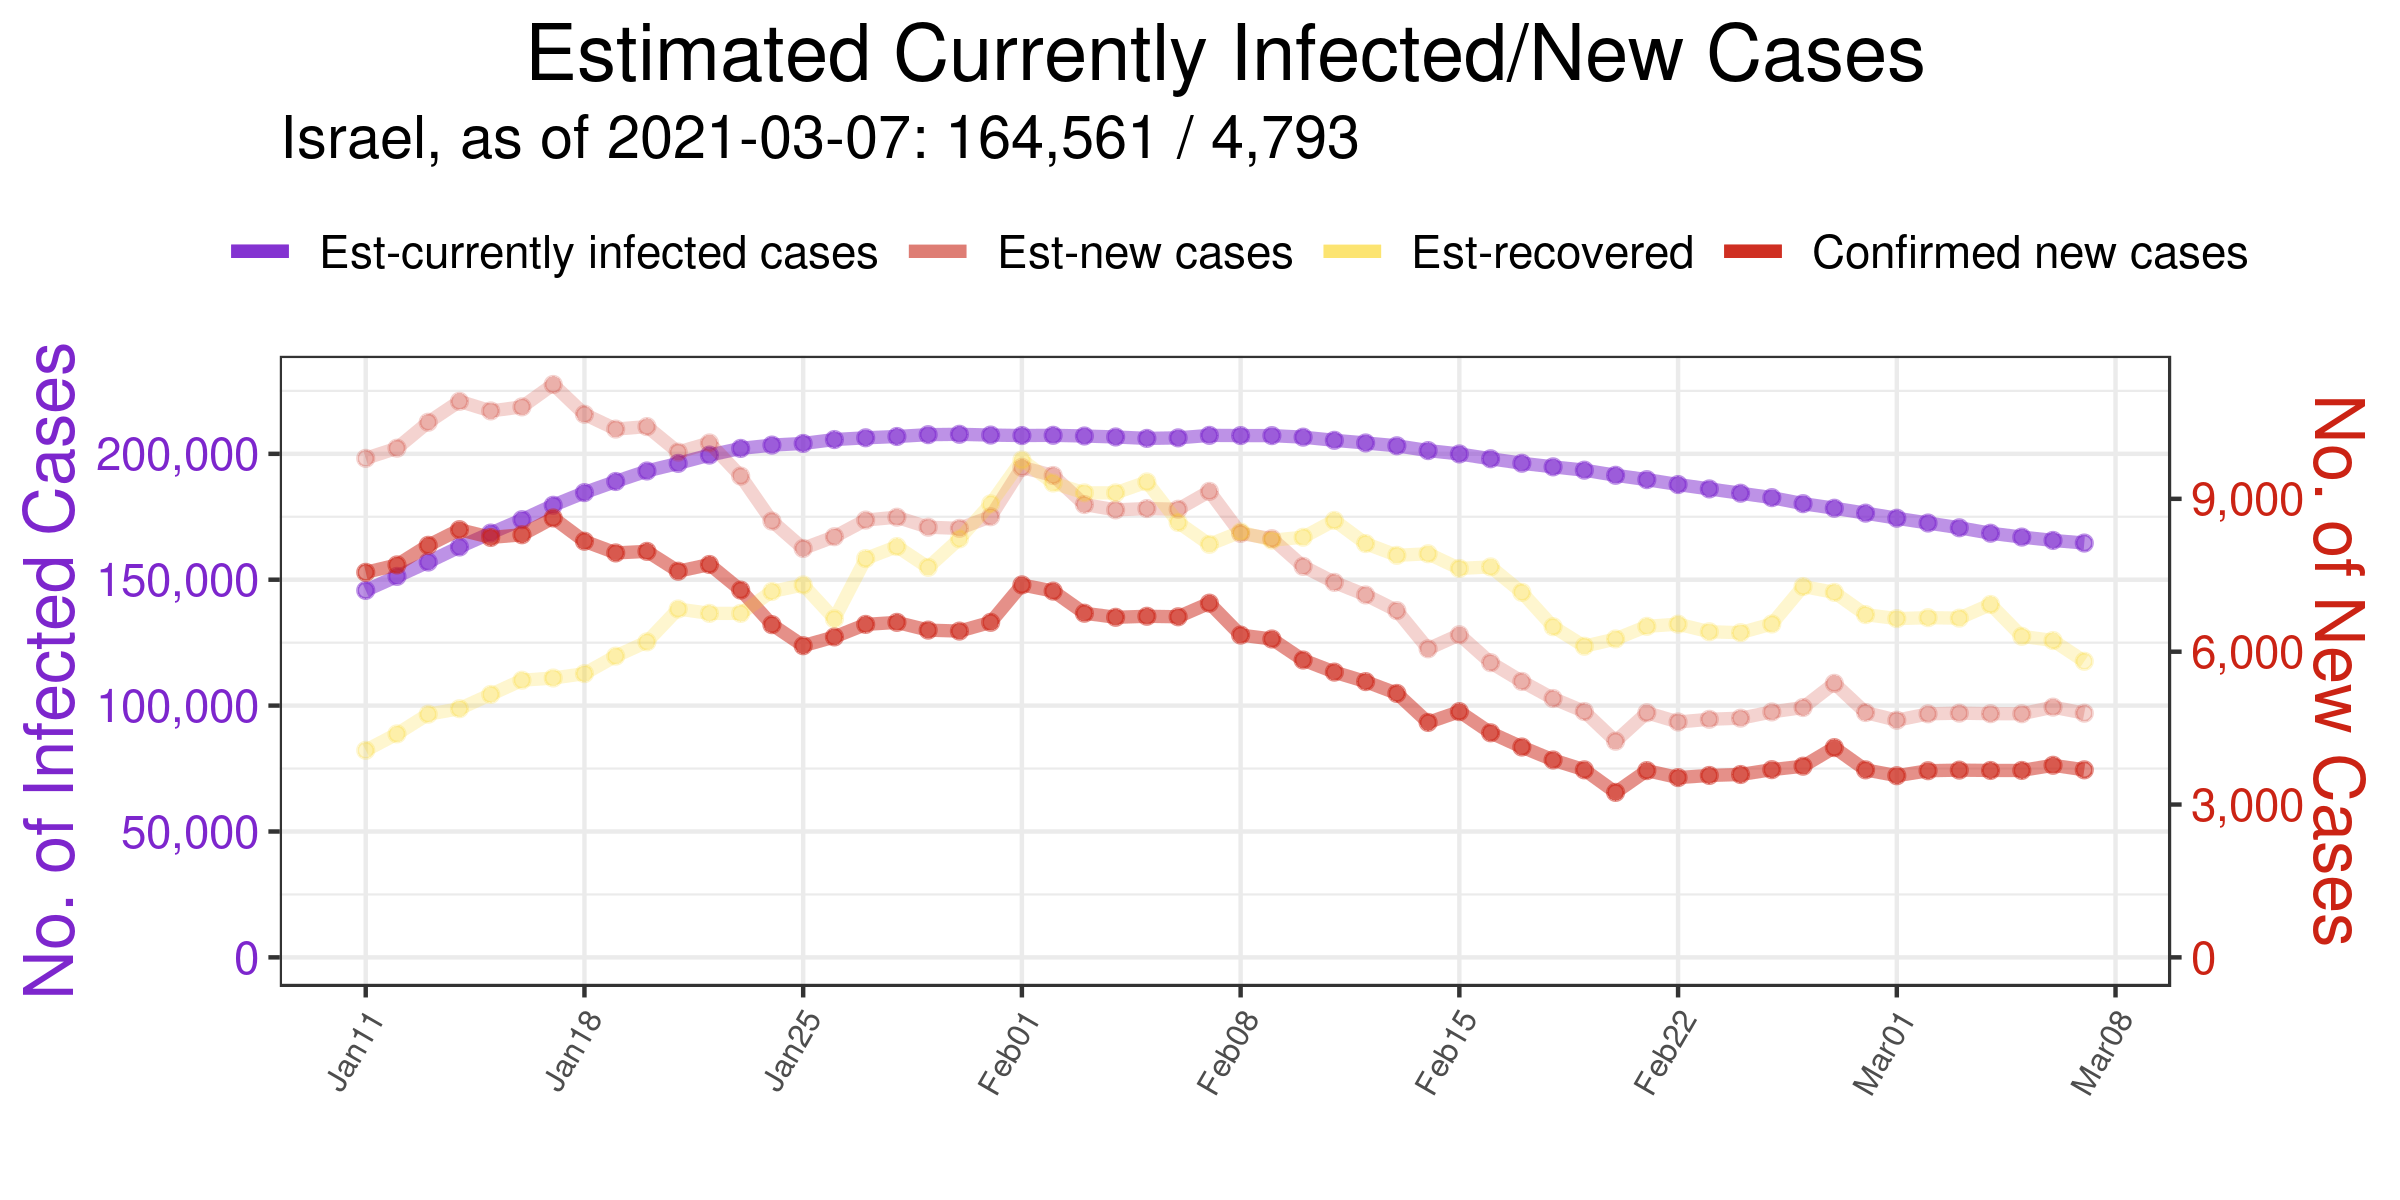 Estimated Currently Infected/New Cases
Israel, as of 2021-03-07: 164,561 / 4,793
Est-currently infected cases Est-new cases Est-recovered Confirmed new cases
No. of Infected Cases
200,000
150,000
100,000
50,000
0
9,000
6,000
3,000
0
No. of New Cases
Jan11 Jan18 Jan25 Feb01 Feb08 Feb15 Feb22 Mar01 Mar08